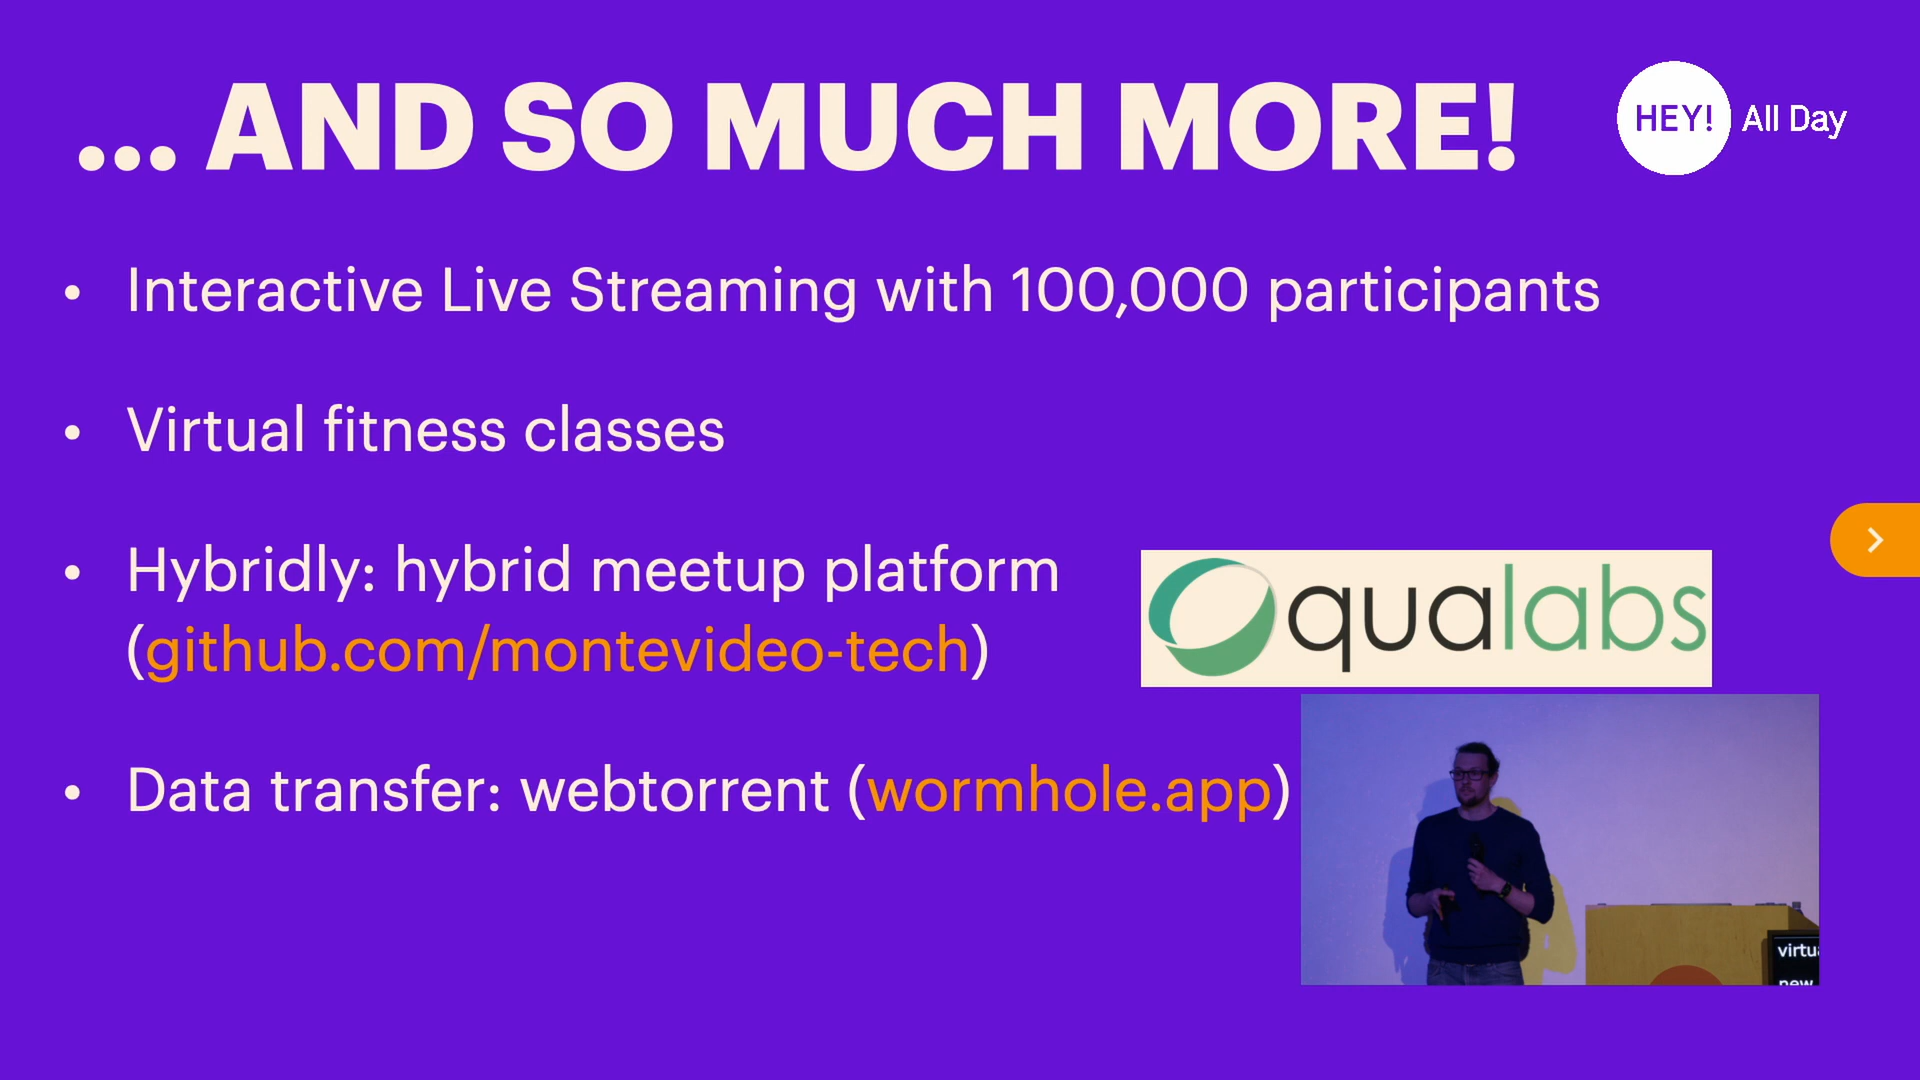 ... AND SO MUCH MORE!
HEY! All Day
• Interactive Live Streaming with 100,000 participants
• Virtual fitness classes
• Hybridly: hybrid meetup platform
(github.com/montevideo-tech)
qualabs
• Data transfer: webtorrent (wormhole.app)
new